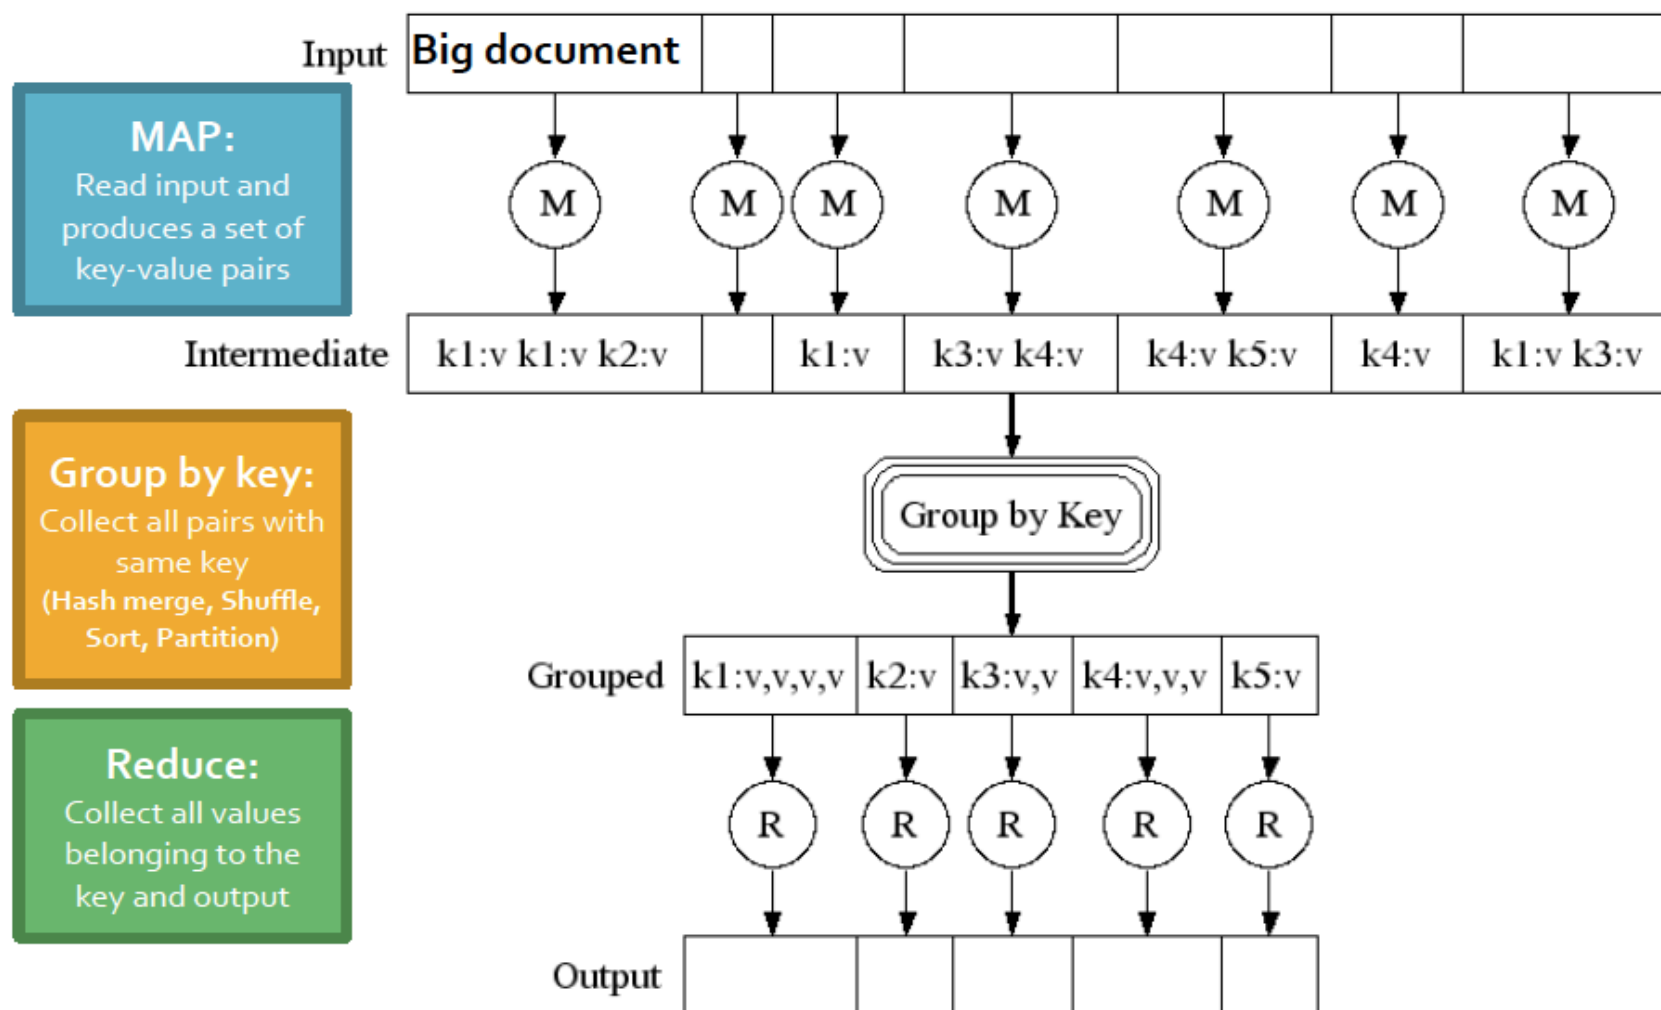 Input
Big document
MAP:
Read input and
produces a set of
key-value pairs
M M M M M M M
Intermediate
k1:v k1:v k2:v
k1:v
k3:v k4:v
k4:v k5:v
k4:v
k1:v k3:v
Group by key:
Collect all pairs with
same key
(Hash merge, Shuffle,
Sort, Partition)
Group by Key
Grouped
k1:v,v,v,v
k2:v
k3:v,v
k4:v,v,v
k5:v
Reduce:
Collect all values
belonging to the
key and output
R R R R R
Output